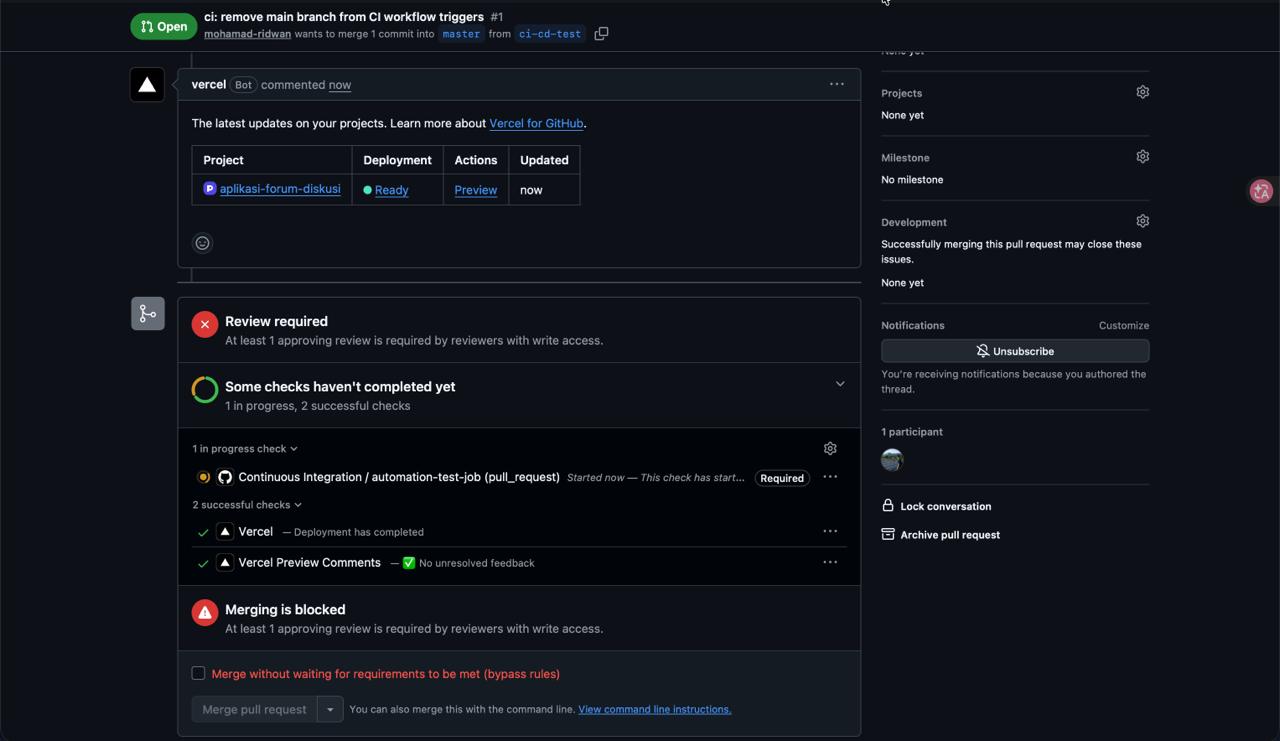 Open
ci: remove main branch from CI workflow triggers #1
mohamad-ridwan wants to merge 1 commit into master from ci-cd-test
vercel Bot commented now
The latest updates on your projects. Learn more about Vercel for GitHub.
Project Deployment Actions Updated
P aplikasi-forum-diskusi Ready Preview now
Review required
At least 1 approving review is required by reviewers with write access.
Some checks haven't completed yet
1 in progress, 2 successful checks
1 in progress check
Continuous Integration / automation-test-job (pull_request) Started now — This check has start... Required
2 successful checks
Vercel — Deployment has completed
Vercel Preview Comments — ✅ No unresolved feedback
Merging is blocked
At least 1 approving review is required by reviewers with write access.
Merge without waiting for requirements to be met (bypass rules)
Merge pull request You can also merge this with the command line. View command line instructions.
None yet
Projects
None yet
Milestone
No milestone
Development
Successfully merging this pull request may close these
issues.
None yet
Notifications Customize
Unsubscribe
You're receiving notifications because you authored the
thread.
1 participant
Lock conversation
Archive pull request